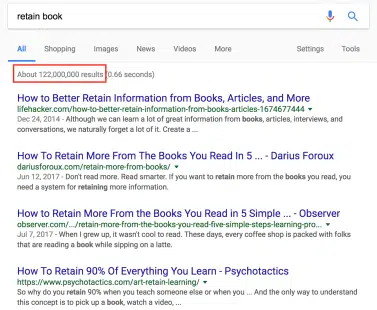 retain book
All Shopping Images News Videos More Settings Tools
About 122,000,000 results (0.66 seconds)
How to Better Retain Information from Books, Articles, and More
lifehacker.com/how-to-better-retain-information-from-books-articles-1674677444
Dec 24, 2014 - Although we can learn a lot of great information from books, articles, interviews, and
conversations, we naturally forget a lot of it. Create a ...
How To Retain More From The Books You Read In 5 ... - Darius Foroux
dariusforoux.com/retain-more-from-books/
Jun 12, 2017 - Don't read more. Read smarter. If you want to retain more from the books you read, you
need a system for retaining more information.
How to Retain More From the Books You Read in 5 Simple ... - Observer
observer.com/.../retain-more-from-the-books-you-read-five-simple-steps-learning-pro...
Jul 7, 2017 - When I grew up, it wasn't cool to read. These days, every coffee shop is packed with folks
that are reading a book while sipping on a latte.
How To Retain 90% Of Everything You Learn - Psychotactics
https://www.psychotactics.com/art-retain-learning/
So why do you retain 90% when you teach someone else or when you ... And the only way to understand
this concept is to pick up a book, watch a video, ...